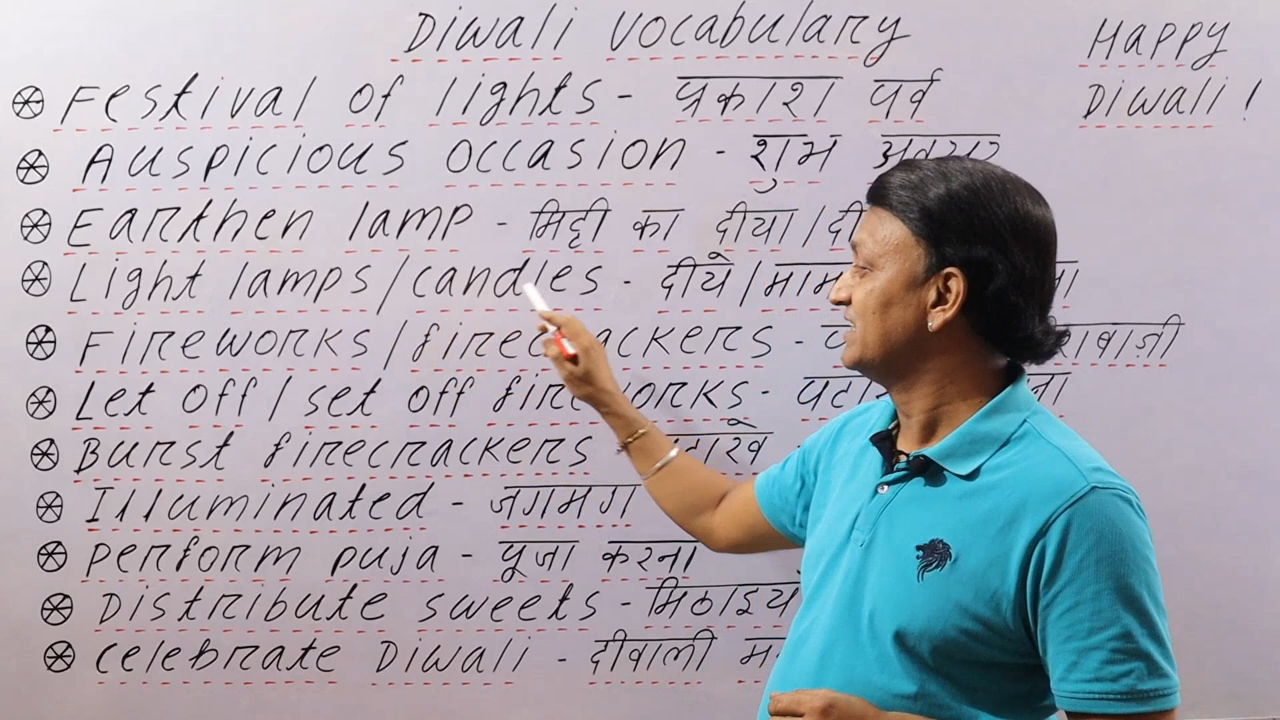 Diwali vocabulary
Happy Diwali!
Festival of lights - प्रकाश पर्व
Auspicious occasion - शुभ अवसर
Earthen lamp - मिट्टी का दीया /
Light lamps/candles - दीये /
Fireworks/firecrackers -
Let off / set off fireworks -
Burst firecrackers
Illuminated - जगमग
Perform puja - पूजा करना
Distribute sweets -
Celebrate Diwali - दीवाली